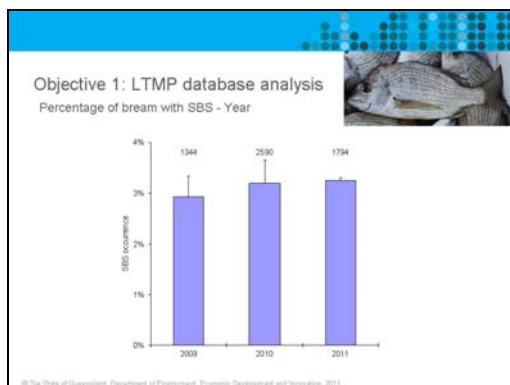 Objective 1: LTMP database analysis
Percentage of bream with SBS - Year
4%
1344
2590
1794
3%
SBS occurrence
2%
1%
0%
2009
2010
2011
© The State of Queensland, Department of Employment, Economic Development and Innovation, 2011